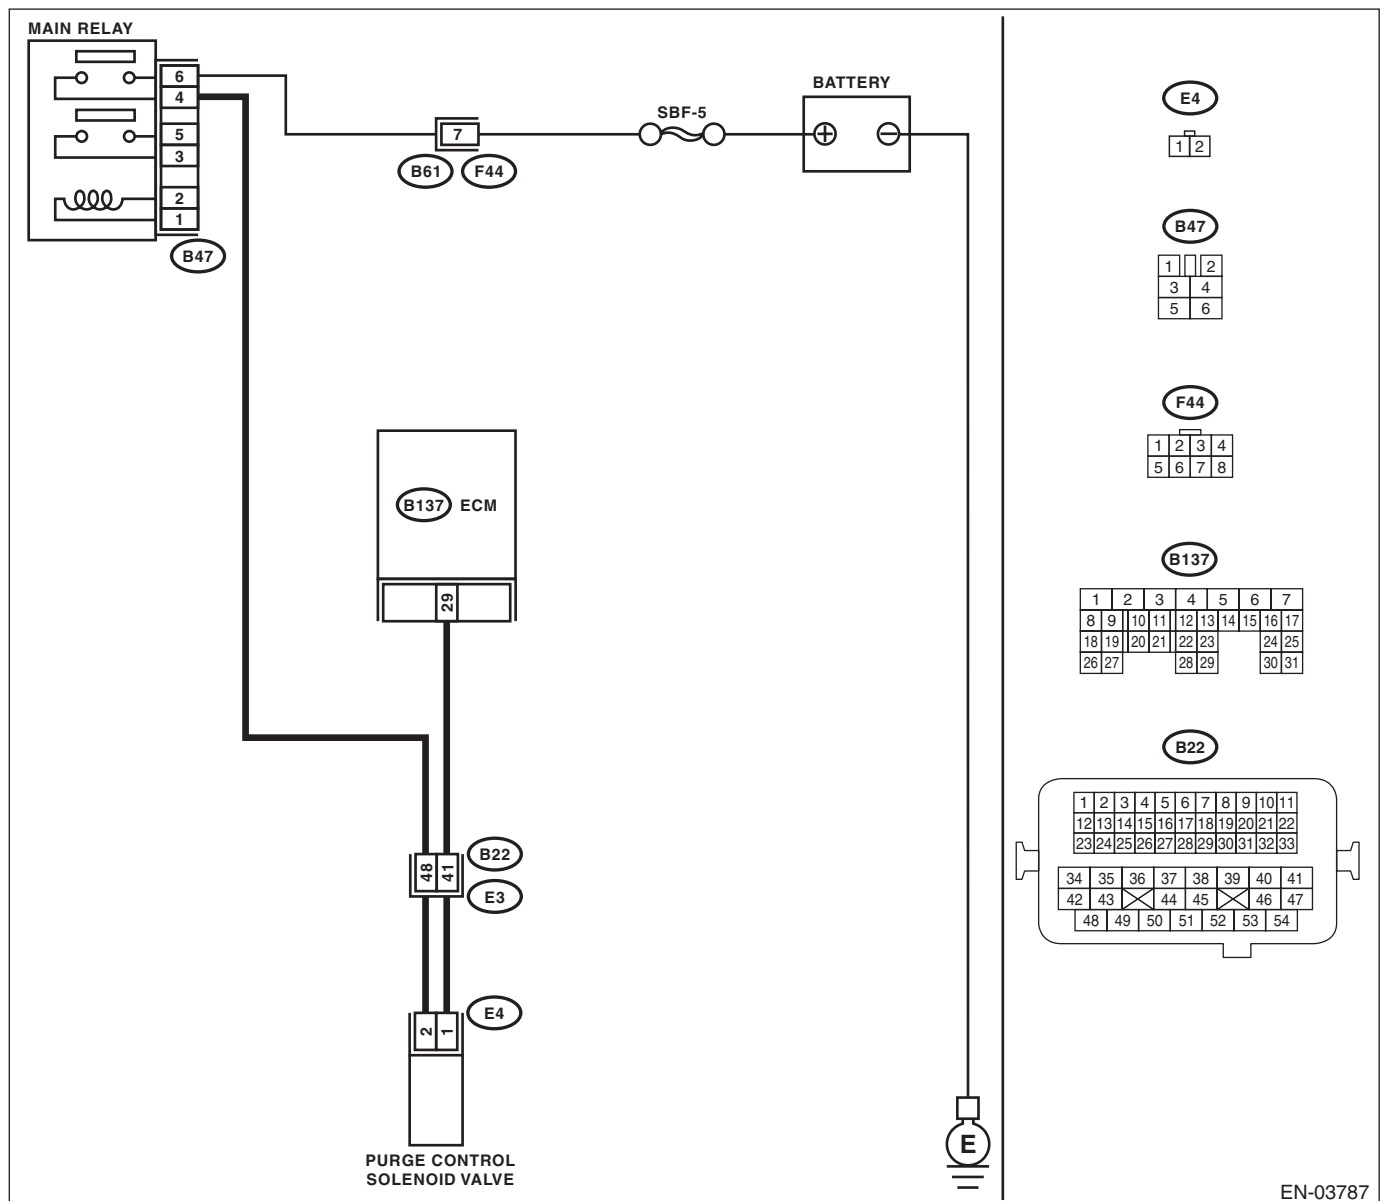 MAIN RELAY
6
4
5
3
2
1
B47
7
B61 F44
SBF-5
BATTERY
+ −
B137 ECM
29
48 41
B22
E3
E4
2 1
PURGE CONTROL
SOLENOID VALVE
E
E4
1 2
B47
1 2
3 4
5 6
F44
1 2 3 4
5 6 7 8
B137
1 2 3 4 5 6 7
8 9 10 11 12 13 14 15 16 17
18 19 20 21 22 23 24 25
26 27 28 29 30 31
B22
1 2 3 4 5 6 7 8 9 10 11
12 13 14 15 16 17 18 19 20 21 22
23 24 25 26 27 28 29 30 31 32 33
34 35 36 37 38 39 40 41
42 43 44 45 46 47
48 49 50 51 52 53 54
EN-03787